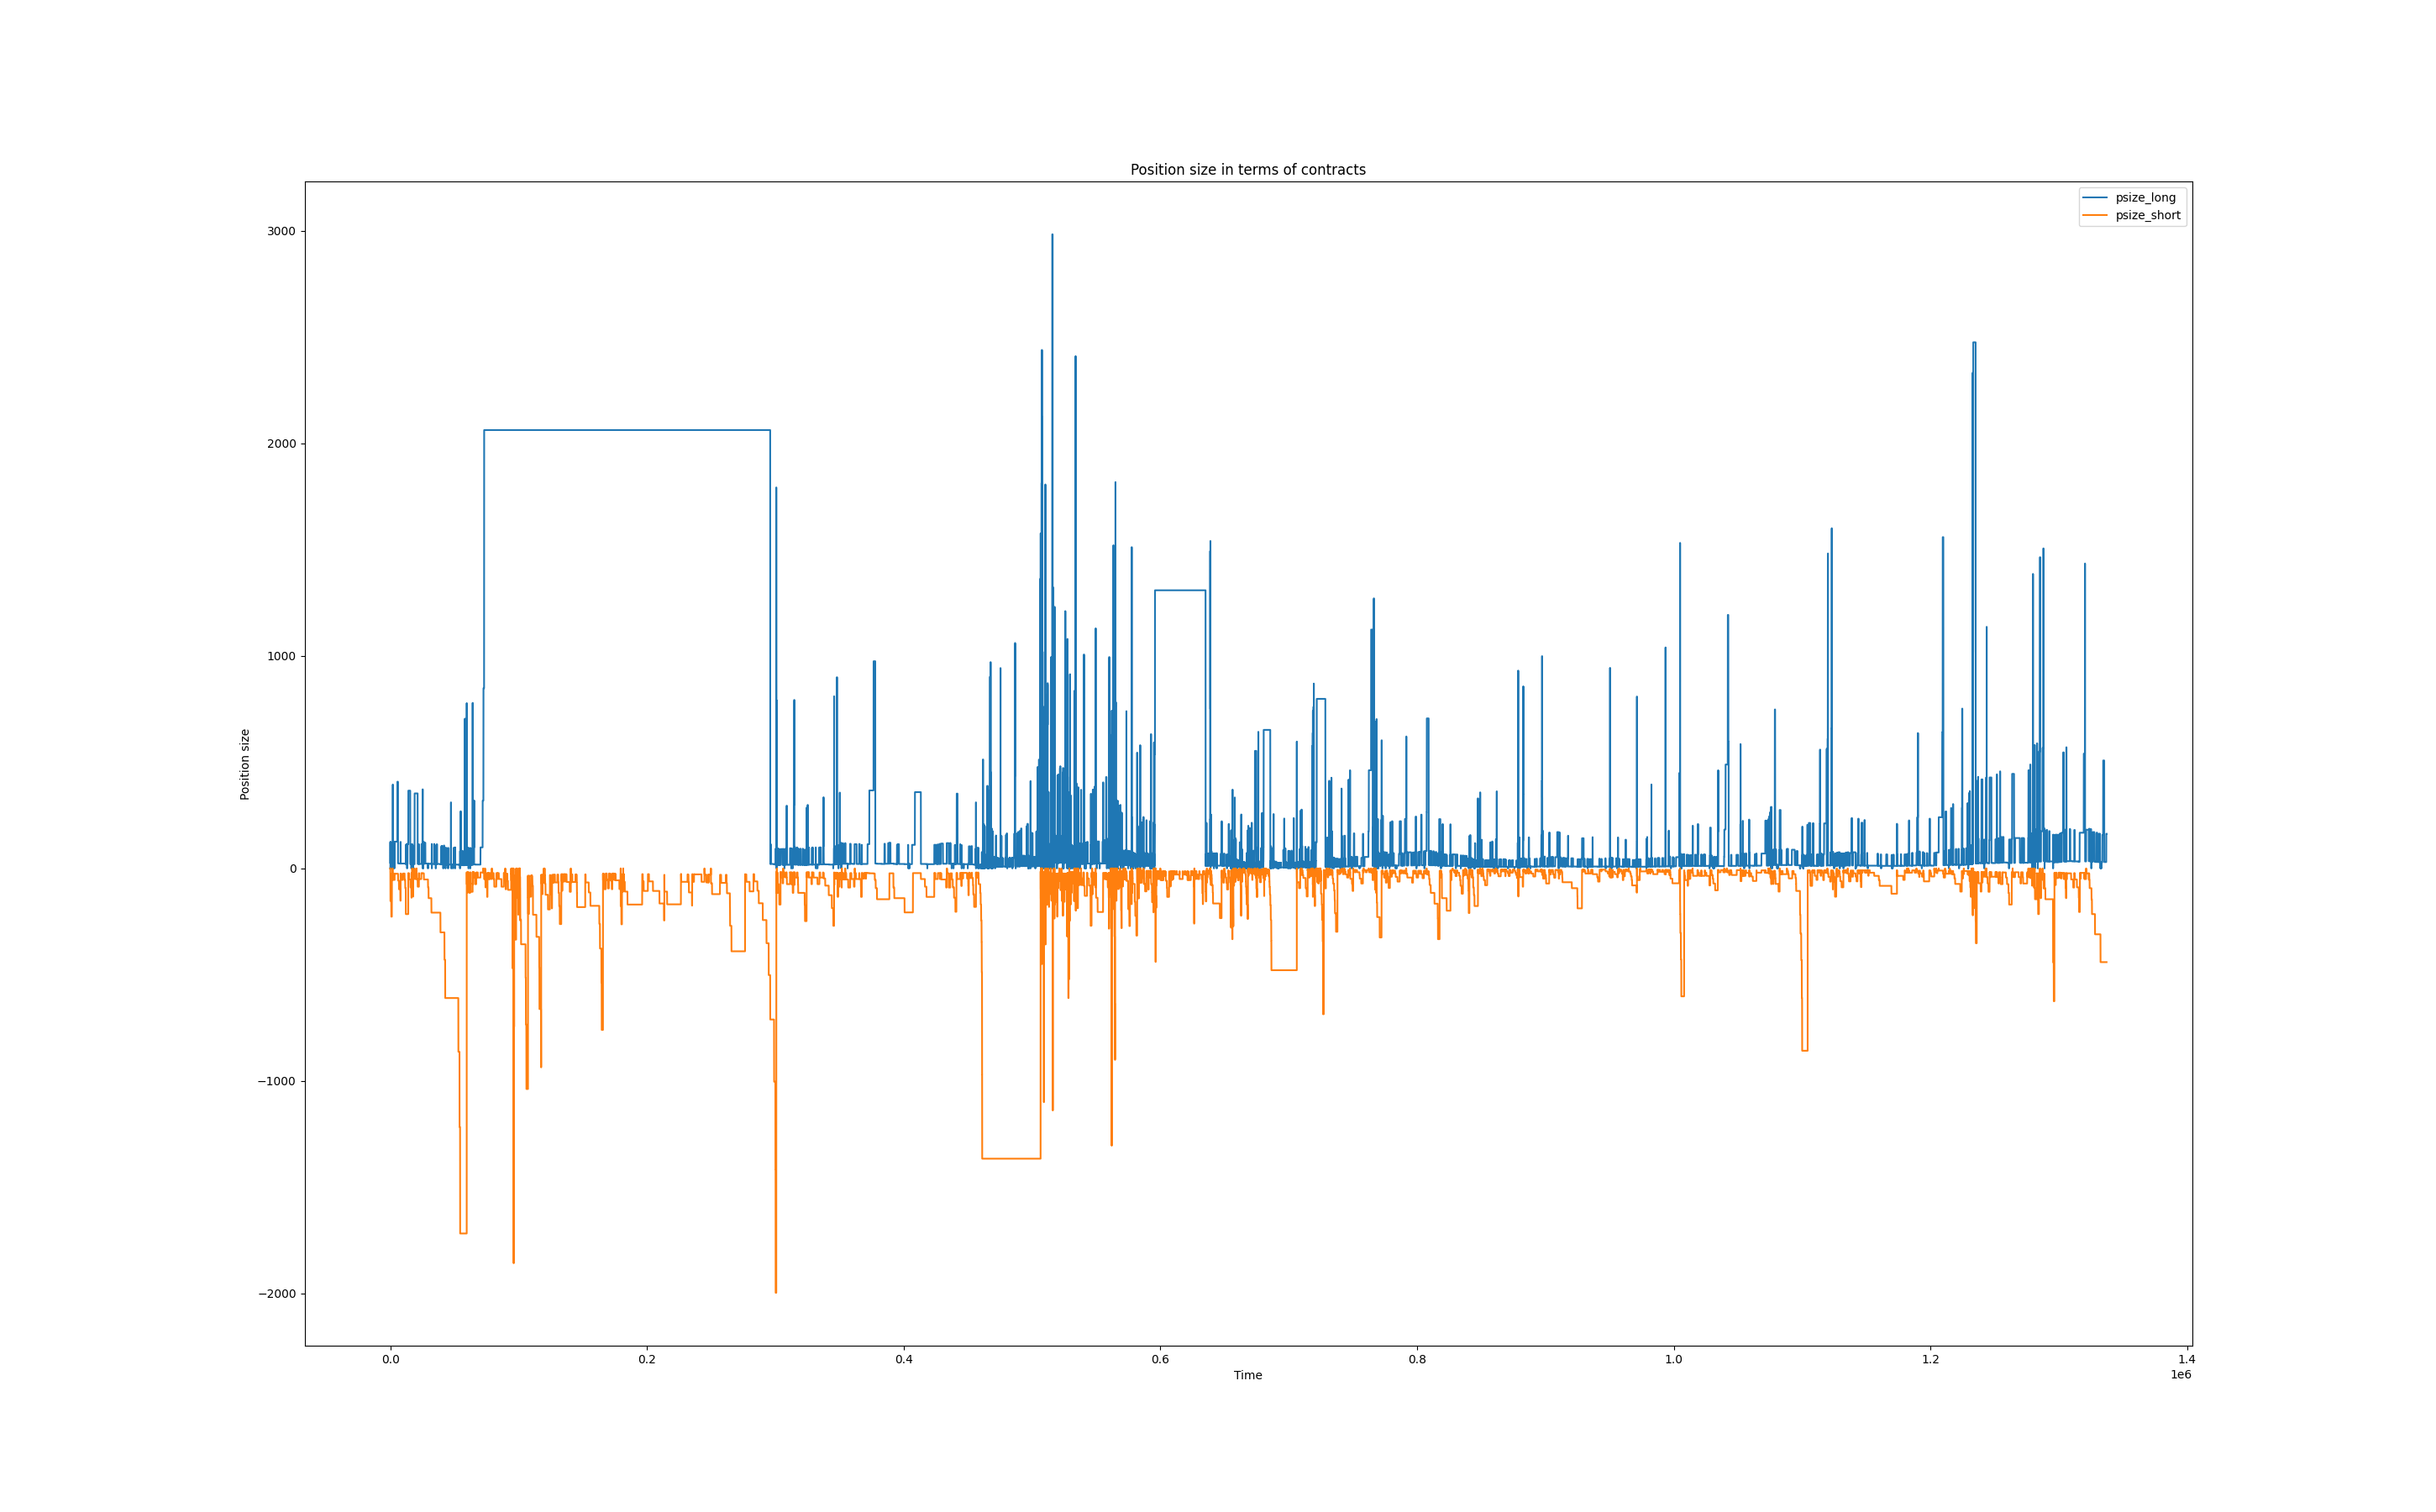 Position size in terms of contracts
psize_long
psize_short
3000
2000
1000
0
−1000
−2000
Position size
0.0 0.2 0.4 0.6 0.8 1.0 1.2 1.4
Time
1e6